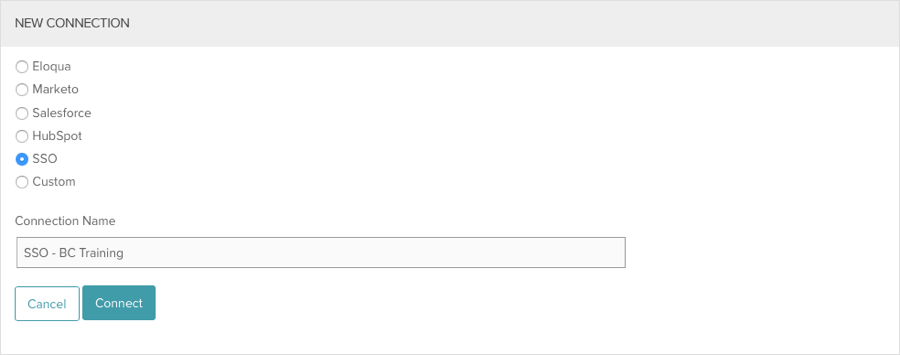 NEW CONNECTION
Eloqua
Marketo
Salesforce
HubSpot
SSO
Custom
Connection Name
SSO - BC Training
Cancel Connect